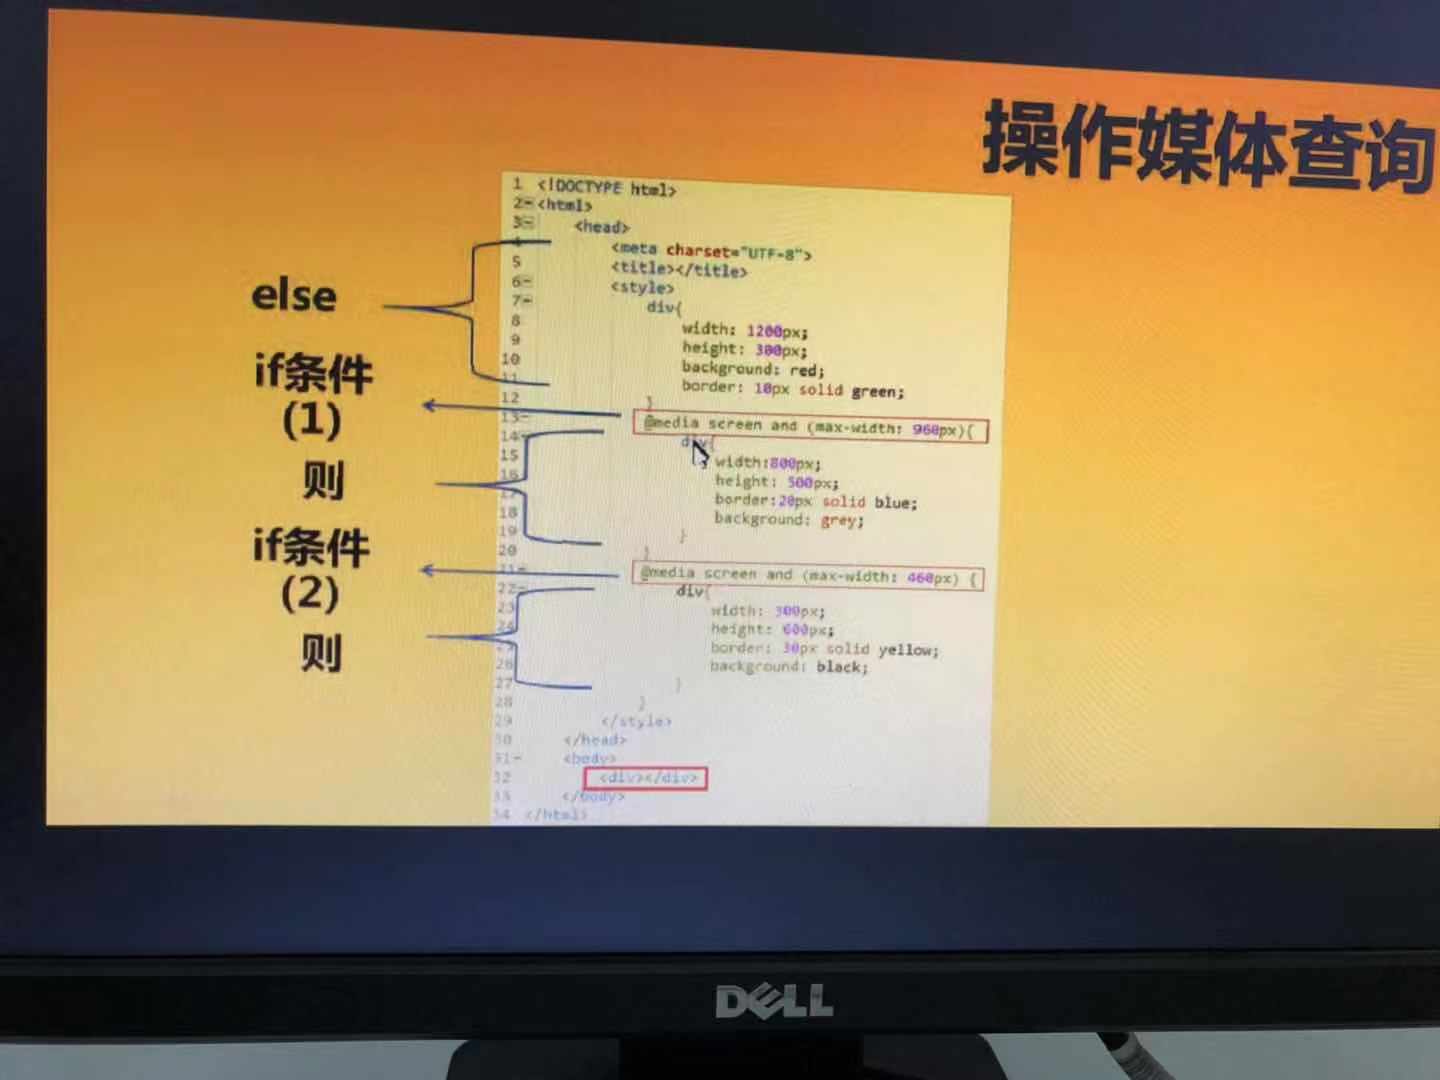 操作媒体查询
else
if条件
(1)
则
if条件
(2)
则
1 <!DOCTYPE html>
2 <html>
3 <head>
4 <meta charset="UTF-8">
5 <title></title>
6 <style>
7 div{
8 width: 1200px;
9 height: 300px;
10 background: red;
11 border: 10px solid green;
12 }
13 @media screen and (max-width: 960px){
14 div{
15 width:800px;
16 height: 500px;
17 border:20px solid blue;
18 background: grey;
19 }
20 }
21 @media screen and (max-width: 460px) {
22 div{
23 width: 300px;
24 height: 600px;
25 border: 30px solid yellow;
26 background: black;
27 }
28 }
29 </style>
30 </head>
31 <body>
32 <div></div>
33 </body>
34 </html>
DELL